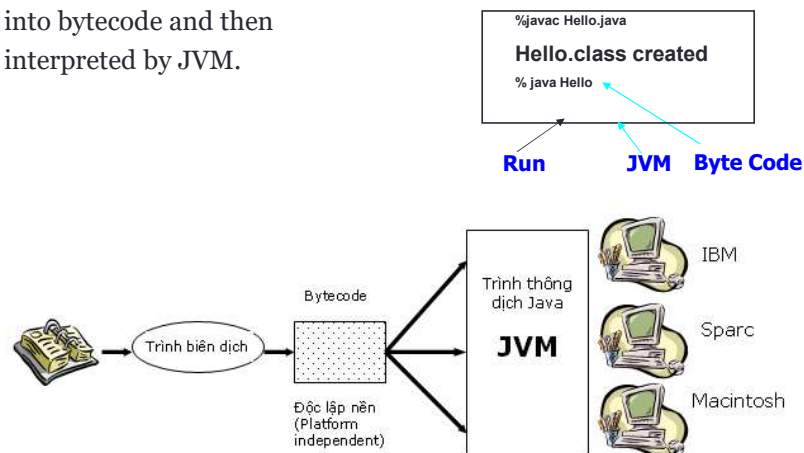 into bytecode and then
interpreted by JVM.
%javac Hello.java
Hello.class created
% java Hello
Run
JVM
Byte Code
Trình biên dịch
Bytecode
Độc lập nền
(Platform
independent)
Trình thông
dịch Java
JVM
IBM
Sparc
Macintosh